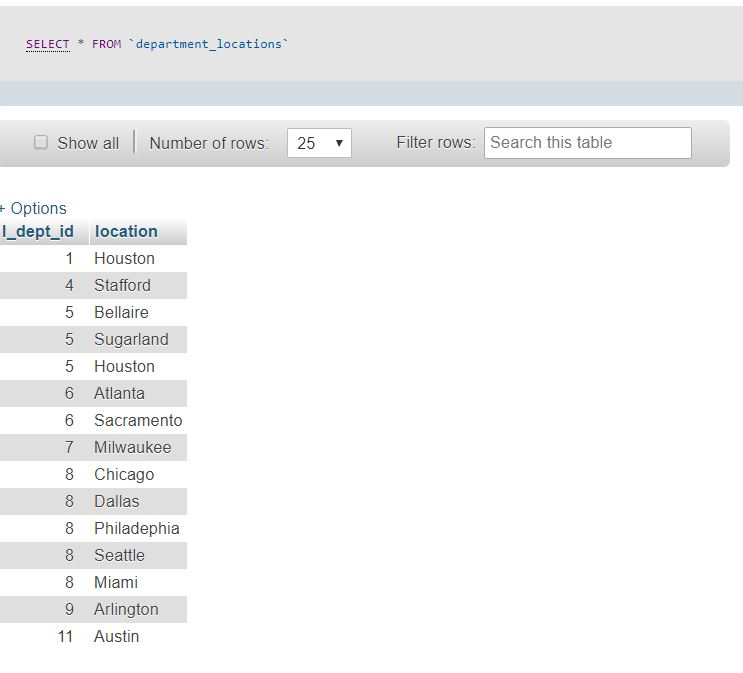 SELECT * FROM `department_locations`
Show all Number of rows: 25 ▼ Filter rows: Search this table
+ Options
l_dept_id location
1 Houston
4 Stafford
5 Bellaire
5 Sugarland
5 Houston
6 Atlanta
6 Sacramento
7 Milwaukee
8 Chicago
8 Dallas
8 Philadephia
8 Seattle
8 Miami
9 Arlington
11 Austin